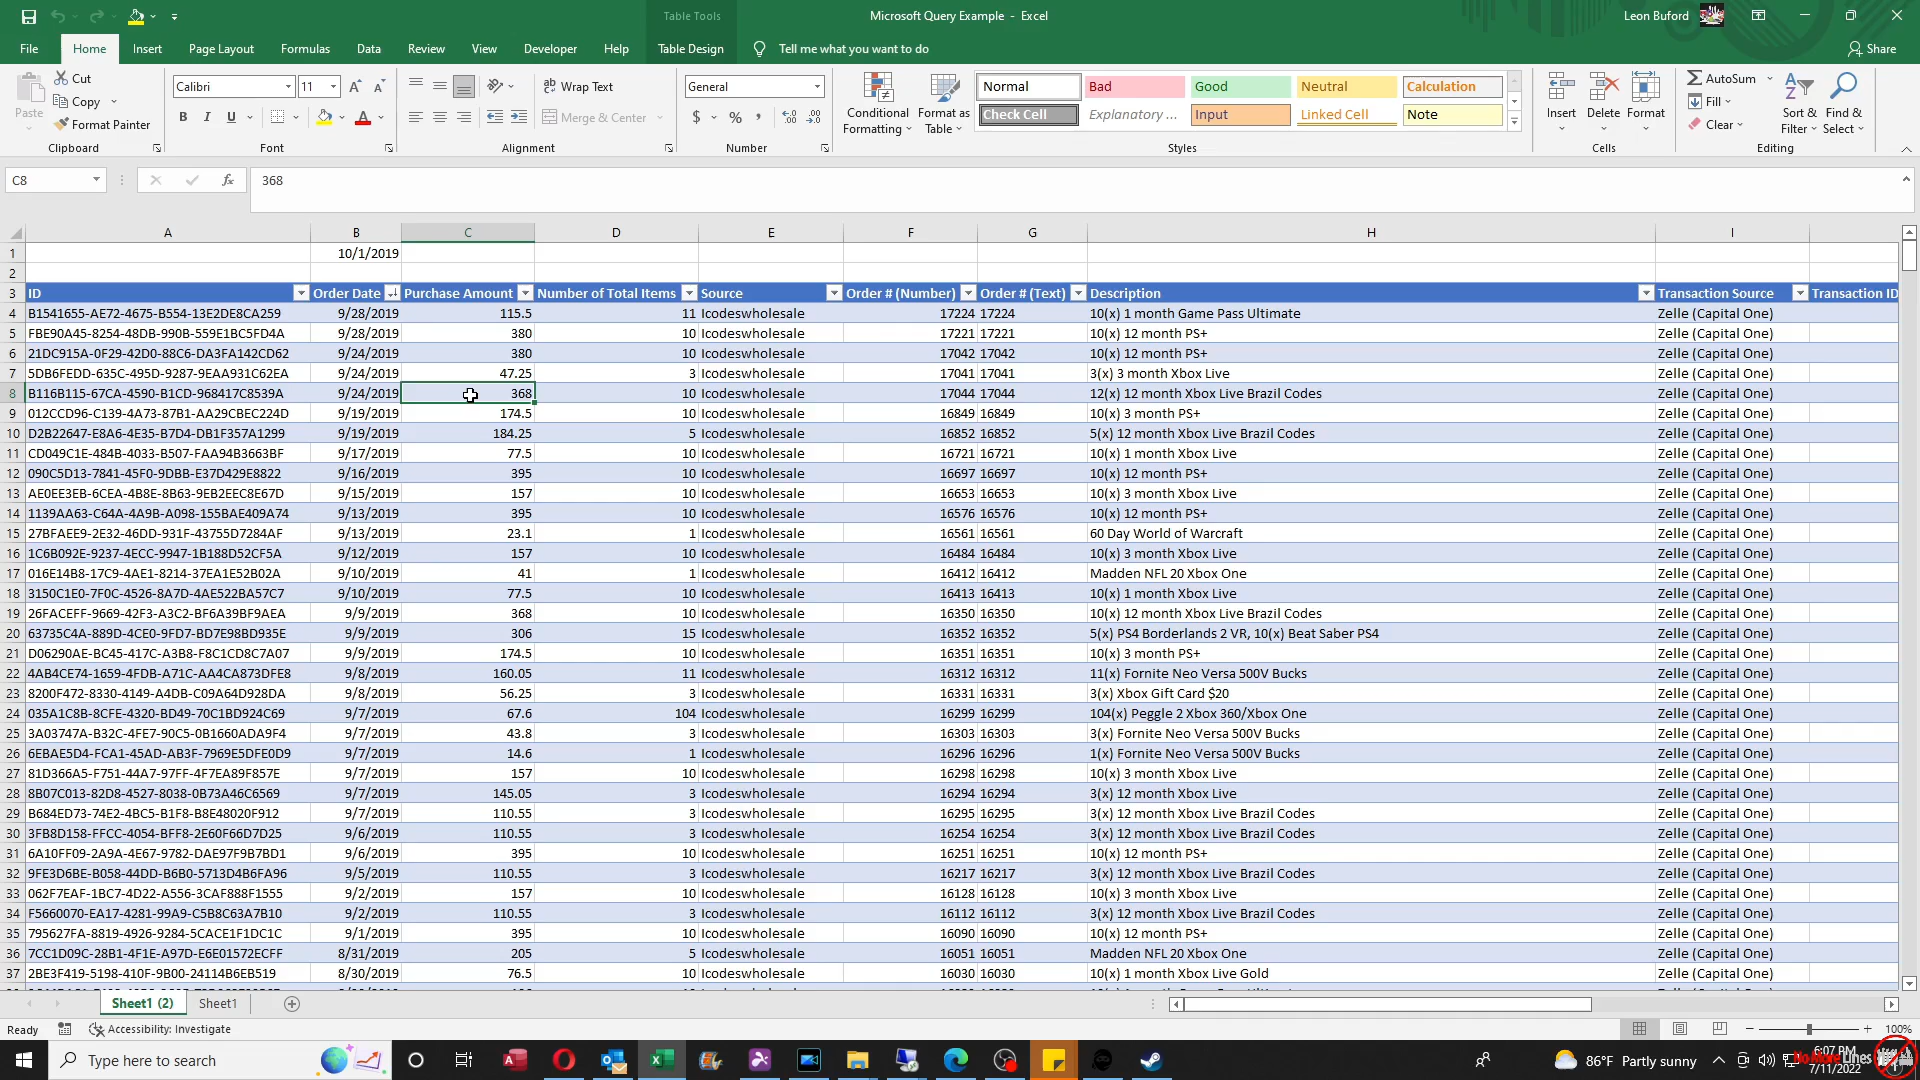 Table Tools
Microsoft Query Example - Excel
Leon Buford
File Home Insert Page Layout Formulas Data Review View Developer Help Table Design Tell me what you want to do Share
Paste Cut Copy Format Painter
Calibri 11
Wrap Text
Merge & Center
General
Conditional Formatting
Format as Table
Normal Bad Good Neutral Calculation
Check Cell Explanatory ... Input Linked Cell Note
Insert Delete Format
AutoSum Fill Clear
Sort & Filter
Find & Select
Clipboard Font Alignment Number Styles Cells Editing
C8 368
A B C D E F G H I
1 10/1/2019
2
3 ID Order Date Purchase Amount Number of Total Items Source Order # (Number) Order # (Text) Description Transaction Source Transaction ID
4 B1541655-AE72-4675-B554-13E2DE8CA259 9/28/2019 115.5 11 Icodeswholesale 17224 17224 10(x) 1 month Game Pass Ultimate Zelle (Capital One)
5 FBE90A45-8254-48DB-990B-559E1BC5FD4A 9/28/2019 380 10 Icodeswholesale 17221 17221 10(x) 12 month PS+ Zelle (Capital One)
6 21DC915A-0F29-42D0-88C6-DA3FA142CD62 9/24/2019 380 10 Icodeswholesale 17042 17042 10(x) 12 month PS+ Zelle (Capital One)
7 5DB6FEDD-635C-495D-9287-9EAA931C62EA 9/24/2019 47.25 3 Icodeswholesale 17041 17041 3(x) 3 month Xbox Live Zelle (Capital One)
8 B116B115-67CA-4590-B1CD-968417C8539A 9/24/2019 368 10 Icodeswholesale 17044 17044 12(x) 12 month Xbox Live Brazil Codes Zelle (Capital One)
9 012CCD96-C139-4A73-87B1-AA29CBEC224D 9/19/2019 174.5 10 Icodeswholesale 16849 16849 10(x) 3 month PS+ Zelle (Capital One)
10 D2B22647-E8A6-4E35-B7D4-DB1F357A1299 9/19/2019 184.25 5 Icodeswholesale 16852 16852 5(x) 12 month Xbox Live Brazil Codes Zelle (Capital One)
11 CD049C1E-484B-4033-B507-FAA94B3663BF 9/17/2019 77.5 10 Icodeswholesale 16721 16721 10(x) 1 month Xbox Live Zelle (Capital One)
12 090C5D13-7841-45F0-9DBB-E37D429E8822 9/16/2019 395 10 Icodeswholesale 16697 16697 10(x) 12 month PS+ Zelle (Capital One)
13 AE0EE3EB-6CEA-4B8E-8B63-9EB2EEC8E67D 9/15/2019 157 10 Icodeswholesale 16653 16653 10(x) 3 month Xbox Live Zelle (Capital One)
14 1139AA63-C64A-4A9B-A098-155BAE409A74 9/13/2019 395 10 Icodeswholesale 16576 16576 10(x) 12 month PS+ Zelle (Capital One)
15 27BFAEE9-2E32-46DD-931F-43755D7284AF 9/13/2019 23.1 1 Icodeswholesale 16561 16561 60 Day World of Warcraft Zelle (Capital One)
16 1C6B092E-9237-4ECC-9947-1B188D52CF5A 9/12/2019 157 10 Icodeswholesale 16484 16484 10(x) 3 month Xbox Live Zelle (Capital One)
17 016E14B8-17C9-4AE1-8214-37EA1E52B02A 9/10/2019 41 1 Icodeswholesale 16412 16412 Madden NFL 20 Xbox One Zelle (Capital One)
18 3150C1E0-7F0C-4526-8A7D-4AE522BA57C7 9/10/2019 77.5 10 Icodeswholesale 16413 16413 10(x) 1 month Xbox Live Zelle (Capital One)
19 26FACEFF-9669-42F3-A3C2-BF6A39BF9AEA 9/9/2019 368 10 Icodeswholesale 16350 16350 10(x) 12 month Xbox Live Brazil Codes Zelle (Capital One)
20 63735C4A-889D-4CE0-9FD7-BD7E98BD935E 9/9/2019 306 15 Icodeswholesale 16352 16352 5(x) PS4 Borderlands 2 VR, 10(x) Beat Saber PS4 Zelle (Capital One)
21 D06290AE-BC45-417C-A3B8-F8C1CD8C7A07 9/9/2019 174.5 10 Icodeswholesale 16351 16351 10(x) 3 month PS+ Zelle (Capital One)
22 4AB4CE74-1659-4FDB-A71C-AA4CA873DFE8 9/8/2019 160.05 11 Icodeswholesale 16312 16312 11(x) Fornite Neo Versa 500V Bucks Zelle (Capital One)
23 8200F472-8330-4149-A4DB-C09A64D928DA 9/8/2019 56.25 3 Icodeswholesale 16331 16331 3(x) Xbox Gift Card $20 Zelle (Capital One)
24 035A1C8B-8CFE-4320-BD49-70C1BD924C69 9/7/2019 67.6 104 Icodeswholesale 16299 16299 104(x) Peggle 2 Xbox 360/Xbox One Zelle (Capital One)
25 3A03747A-B32C-4FE7-90C5-0B1660ADA9F4 9/7/2019 43.8 3 Icodeswholesale 16303 16303 3(x) Fornite Neo Versa 500V Bucks Zelle (Capital One)
26 6EBAE5D4-FCA1-45AD-AB3F-7969E5DFE0D9 9/7/2019 14.6 1 Icodeswholesale 16296 16296 1(x) Fornite Neo Versa 500V Bucks Zelle (Capital One)
27 81D366A5-F751-44A7-97FF-4F7EA89F857E 9/7/2019 157 10 Icodeswholesale 16298 16298 10(x) 3 month Xbox Live Zelle (Capital One)
28 8B07C013-82D8-4527-8038-0B73A46C6569 9/7/2019 145.05 3 Icodeswholesale 16294 16294 3(x) 12 month Xbox Live Zelle (Capital One)
29 B684ED73-74E2-4BC5-B1F8-B8E48020F912 9/7/2019 110.55 3 Icodeswholesale 16295 16295 3(x) 12 month Xbox Live Brazil Codes Zelle (Capital One)
30 3FB8D158-FFCC-4054-BFF8-2E60F66D7D25 9/6/2019 110.55 3 Icodeswholesale 16254 16254 3(x) 12 month Xbox Live Brazil Codes Zelle (Capital One)
31 6A10FF09-2A9A-4E67-9782-DAE97F9B7BD1 9/6/2019 395 10 Icodeswholesale 16251 16251 10(x) 12 month PS+ Zelle (Capital One)
32 9FE3D6BE-B058-44DD-B6B0-5713D4B6FA96 9/5/2019 110.55 3 Icodeswholesale 16217 16217 3(x) 12 month Xbox Live Brazil Codes Zelle (Capital One)
33 062F7EAF-1BC7-4D22-A556-3CAF888F1555 9/2/2019 157 10 Icodeswholesale 16128 16128 10(x) 3 month Xbox Live Zelle (Capital One)
34 F5660070-EA17-4281-99A9-C5B8C63A7B10 9/2/2019 110.55 3 Icodeswholesale 16112 16112 3(x) 12 month Xbox Live Brazil Codes Zelle (Capital One)
35 795627FA-8819-4926-9284-5CACE1F1DC1C 9/1/2019 395 10 Icodeswholesale 16090 16090 10(x) 12 month PS+ Zelle (Capital One)
36 7CC1D09C-28B1-4F1E-A97D-E6E01572ECFF 8/31/2019 205 5 Icodeswholesale 16051 16051 Madden NFL 20 Xbox One Zelle (Capital One)
37 2BE3F419-5198-410F-9B00-24114B6EB519 8/30/2019 76.5 10 Icodeswholesale 16030 16030 10(x) 1 month Xbox Live Gold Zelle (Capital One)
Sheet1 (2) Sheet1
Ready Accessibility: Investigate 100%
Type here to search
86°F Partly sunny
6:07 PM
No More Lines
7/11/2022